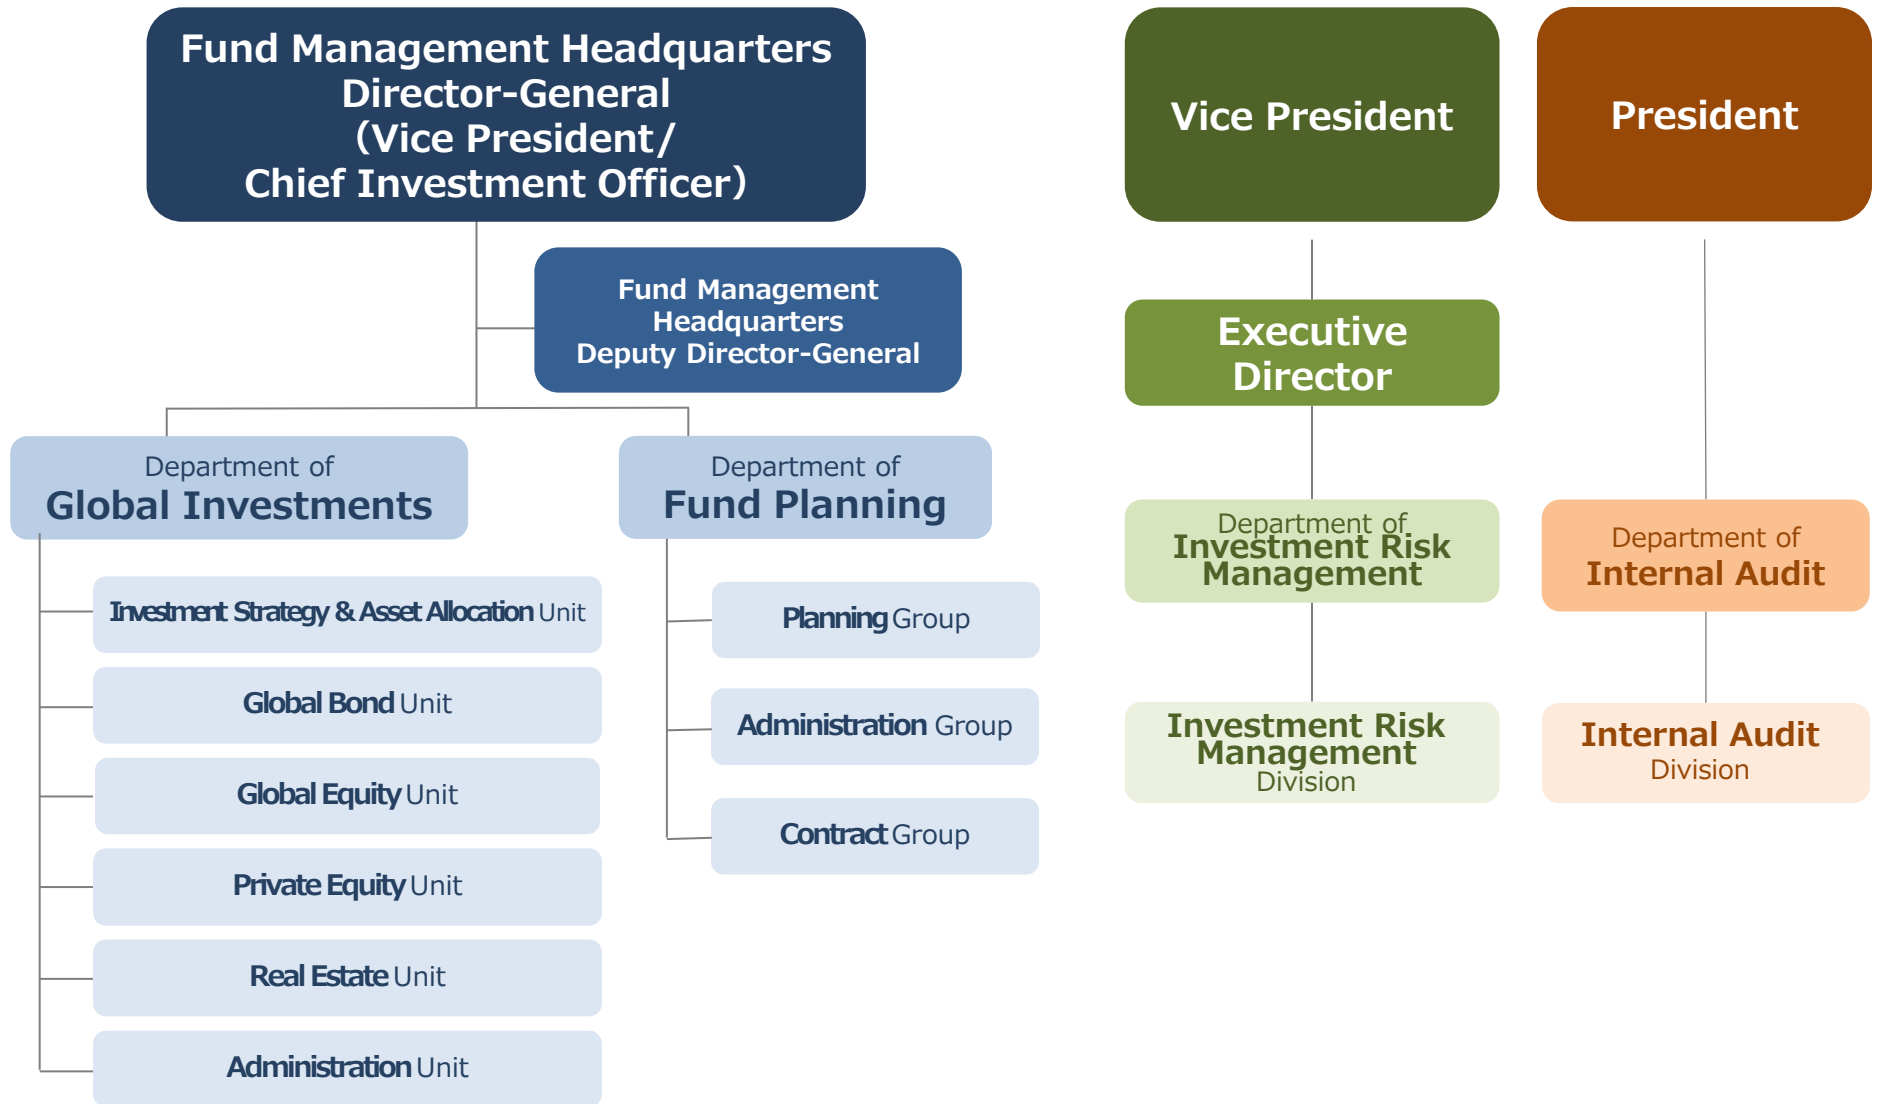 Fund Management Headquarters
Director-General
(Vice President/
Chief Investment Officer)
Fund Management
Headquarters
Deputy Director-General
Department of
Global Investments
Investment Strategy & Asset Allocation Unit
Global Bond Unit
Global Equity Unit
Private Equity Unit
Real Estate Unit
Administration Unit
Department of
Fund Planning
Planning Group
Administration Group
Contract Group
Vice President
Executive
Director
Department of
Investment Risk
Management
Investment Risk
Management
Division
President
Department of
Internal Audit
Internal Audit
Division